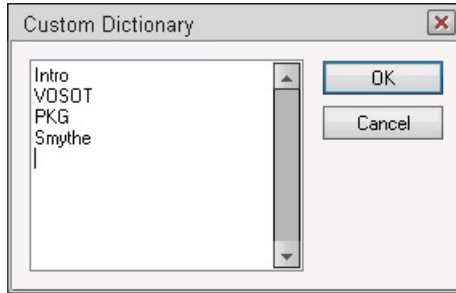 Custom Dictionary
Intro
VOSOT
PKG
Smythe
OK
Cancel